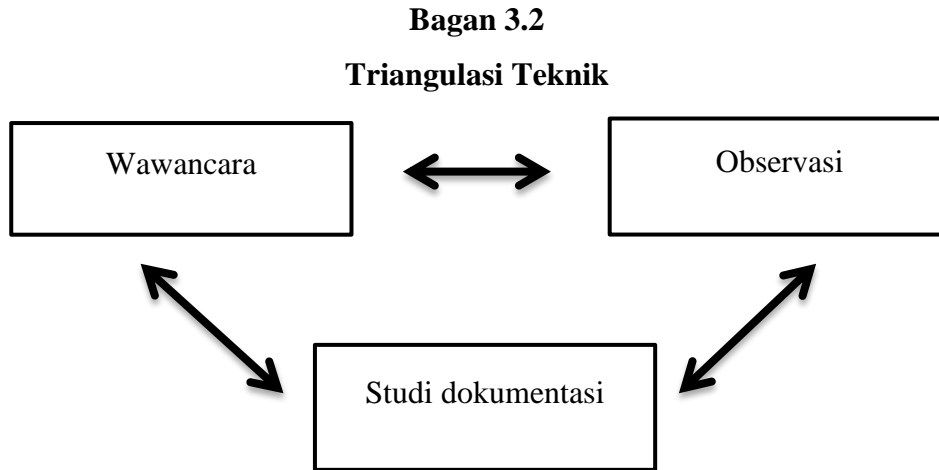 Bagan 3.2
Triangulasi Teknik
Wawancara
Observasi
Studi dokumentasi